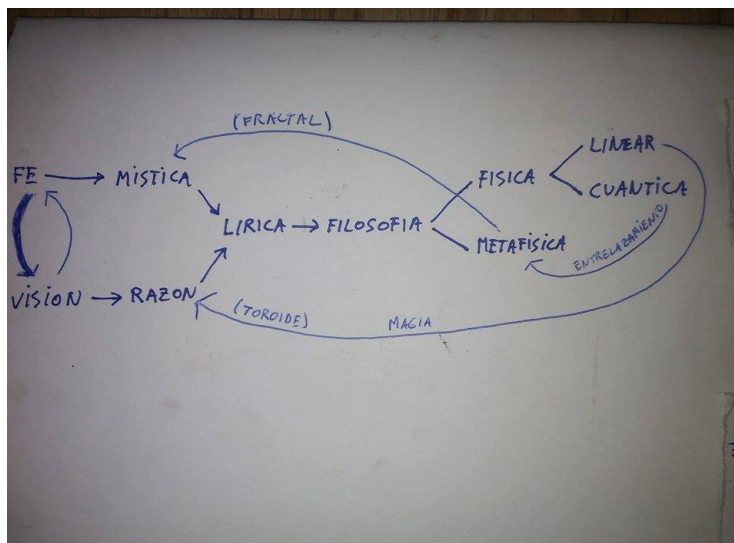 (FRACTAL)
LINEAR
FE → MISTICA
FISICA
CUANTICA
LIRICA → FILOSOFIA
METAFISICA
ENTRELAZAMIENTO
VISION → RAZON
(TOROIDE)
MAGIA